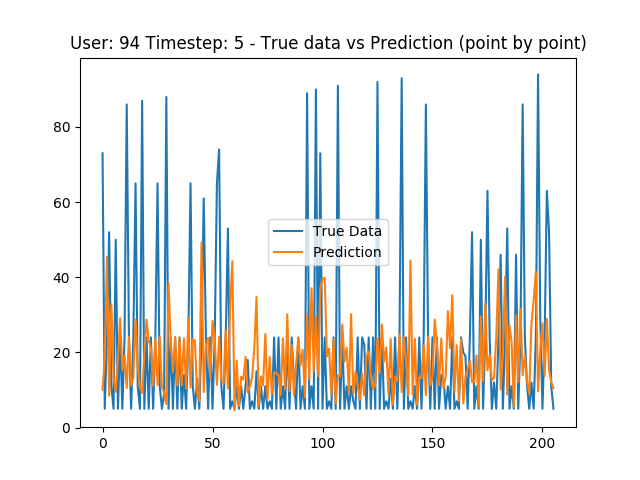 User: 94 Timestep: 5 - True data vs Prediction (point by point)
80
60
40
20
0
True Data
Prediction
0 50 100 150 200